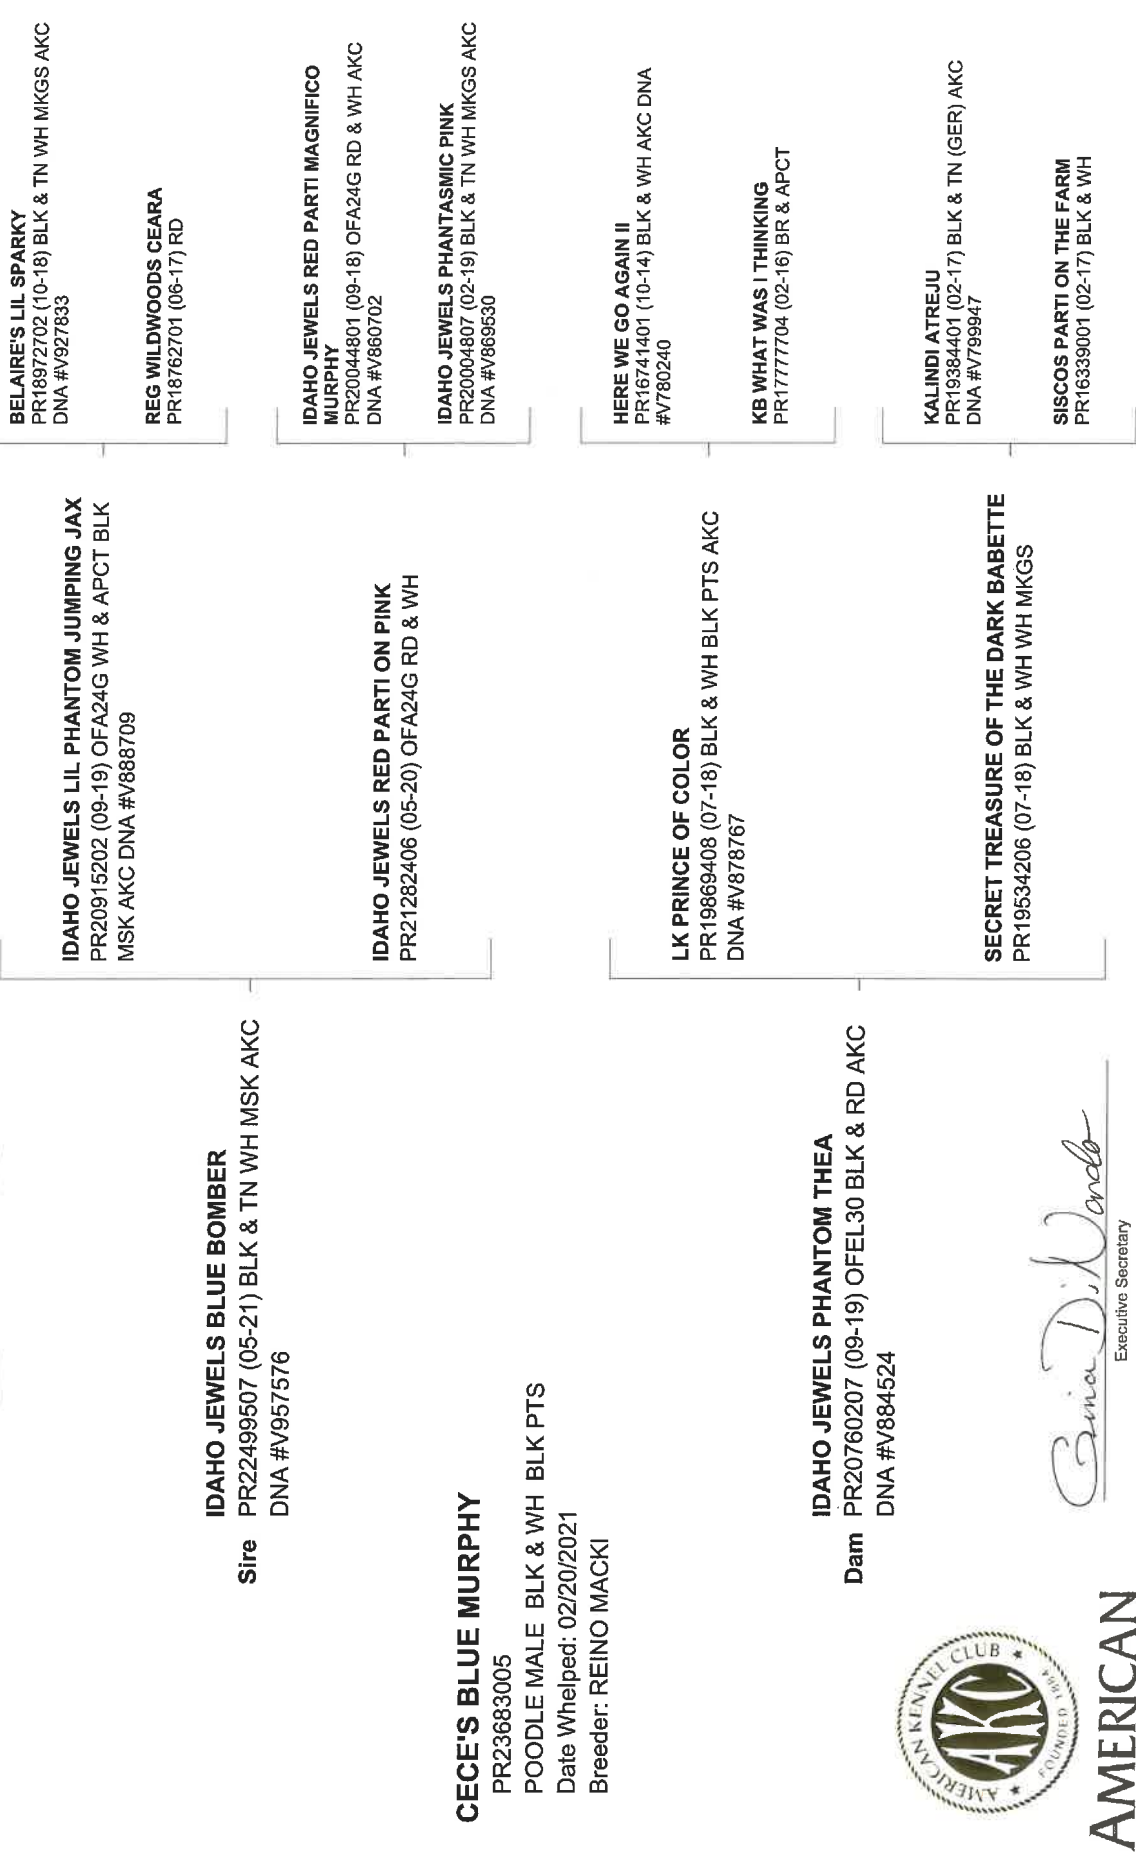 CECE'S BLUE MURPHY
PR23683005
POODLE MALE BLK & WH BLK PTS
Date Whelped: 02/20/2021
Breeder: REINO MACKI
Sire
IDAHO JEWELS BLUE BOMBER
PR22499507 (05-21) BLK & TN WH MSK AKC
DNA #V957576
Dam
IDAHO JEWELS PHANTOM THEA
PR20760207 (09-19) OFEL30 BLK & RD AKC
DNA #V884524
IDAHO JEWELS LIL PHANTOM JUMPING JAX
PR20915202 (09-19) OFA24G WH & APCT BLK
MSK AKC DNA #V888709
IDAHO JEWELS RED PARTI ON PINK
PR21282406 (05-20) OFA24G RD & WH
LK PRINCE OF COLOR
PR19869408 (07-18) BLK & WH BLK PTS AKC
DNA #V878767
SECRET TREASURE OF THE DARK BABETTE
PR19534206 (07-18) BLK & WH WH MKGS
BELAIRE'S LIL SPARKY
PR18972702 (10-18) BLK & TN WH MKGS AKC
DNA #V927833
REG WILDWOODS CEARA
PR18762701 (06-17) RD
IDAHO JEWELS RED PARTI MAGNIFICO
MURPHY
PR20044801 (09-18) OFA24G RD & WH AKC
DNA #V860702
IDAHO JEWELS PHANTASMIC PINK
PR20004807 (02-19) BLK & TN WH MKGS AKC
DNA #V869530
HERE WE GO AGAIN II
PR16741401 (10-14) BLK & WH AKC DNA
#V780240
KB WHAT WAS I THINKING
PR17777704 (02-16) BR & APCT
KALINDI ATREJU
PR19384401 (02-17) BLK & TN (GER) AKC
DNA #V799947
SISCOS PARTI ON THE FARM
PR16339001 (02-17) BLK & WH
AMERICAN KENNEL CLUB
AKC
FOUNDED 1884
AMERICAN
Gina DiNardo
Executive Secretary